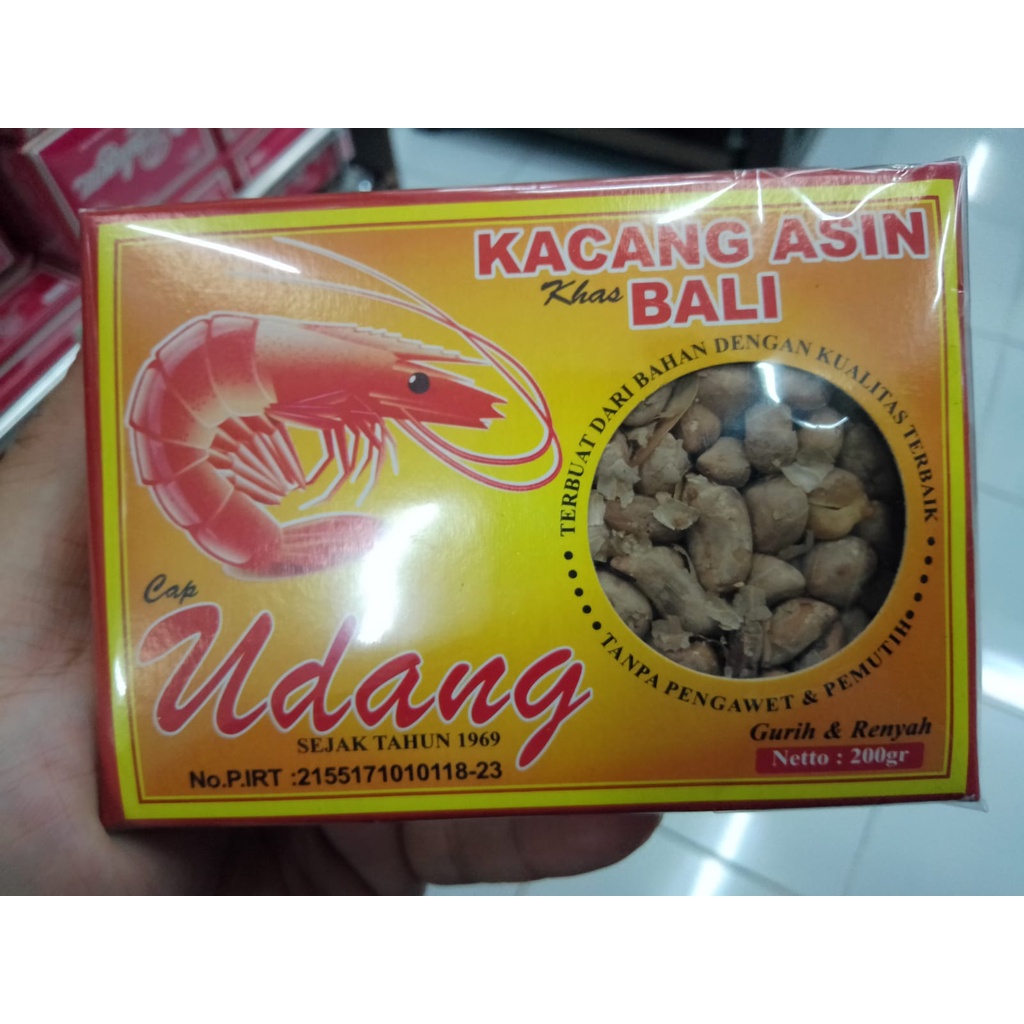 KACANG ASIN
Khas BALI
TERBUAT DARI BAHAN DENGAN KUALITAS TERBAIK
TANPA PENGAWET & PEMUTIH
Cap
Udang
SEJAK TAHUN 1969
No.P.IRT :2155171010118-23
Gurih & Renyah
Netto : 200gr